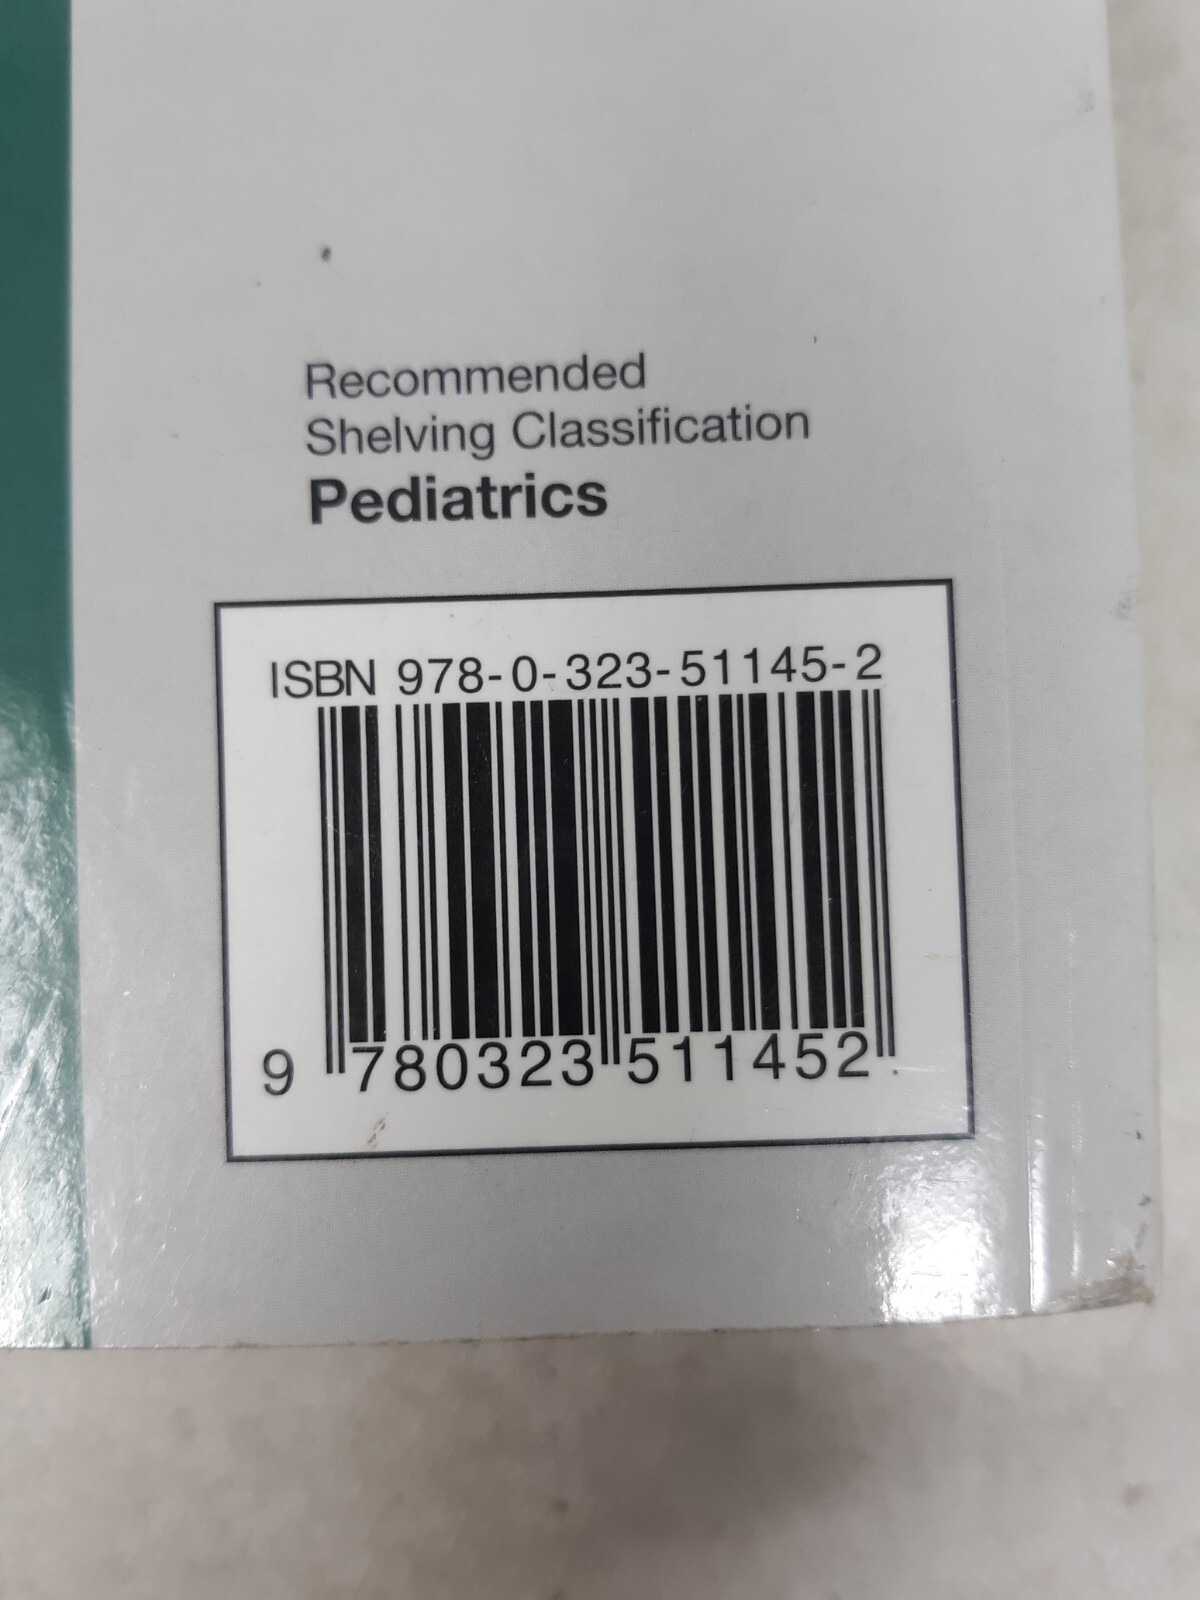 Recommended
Shelving Classification
Pediatrics
ISBN 978-0-323-51145-2
9 780323 511452